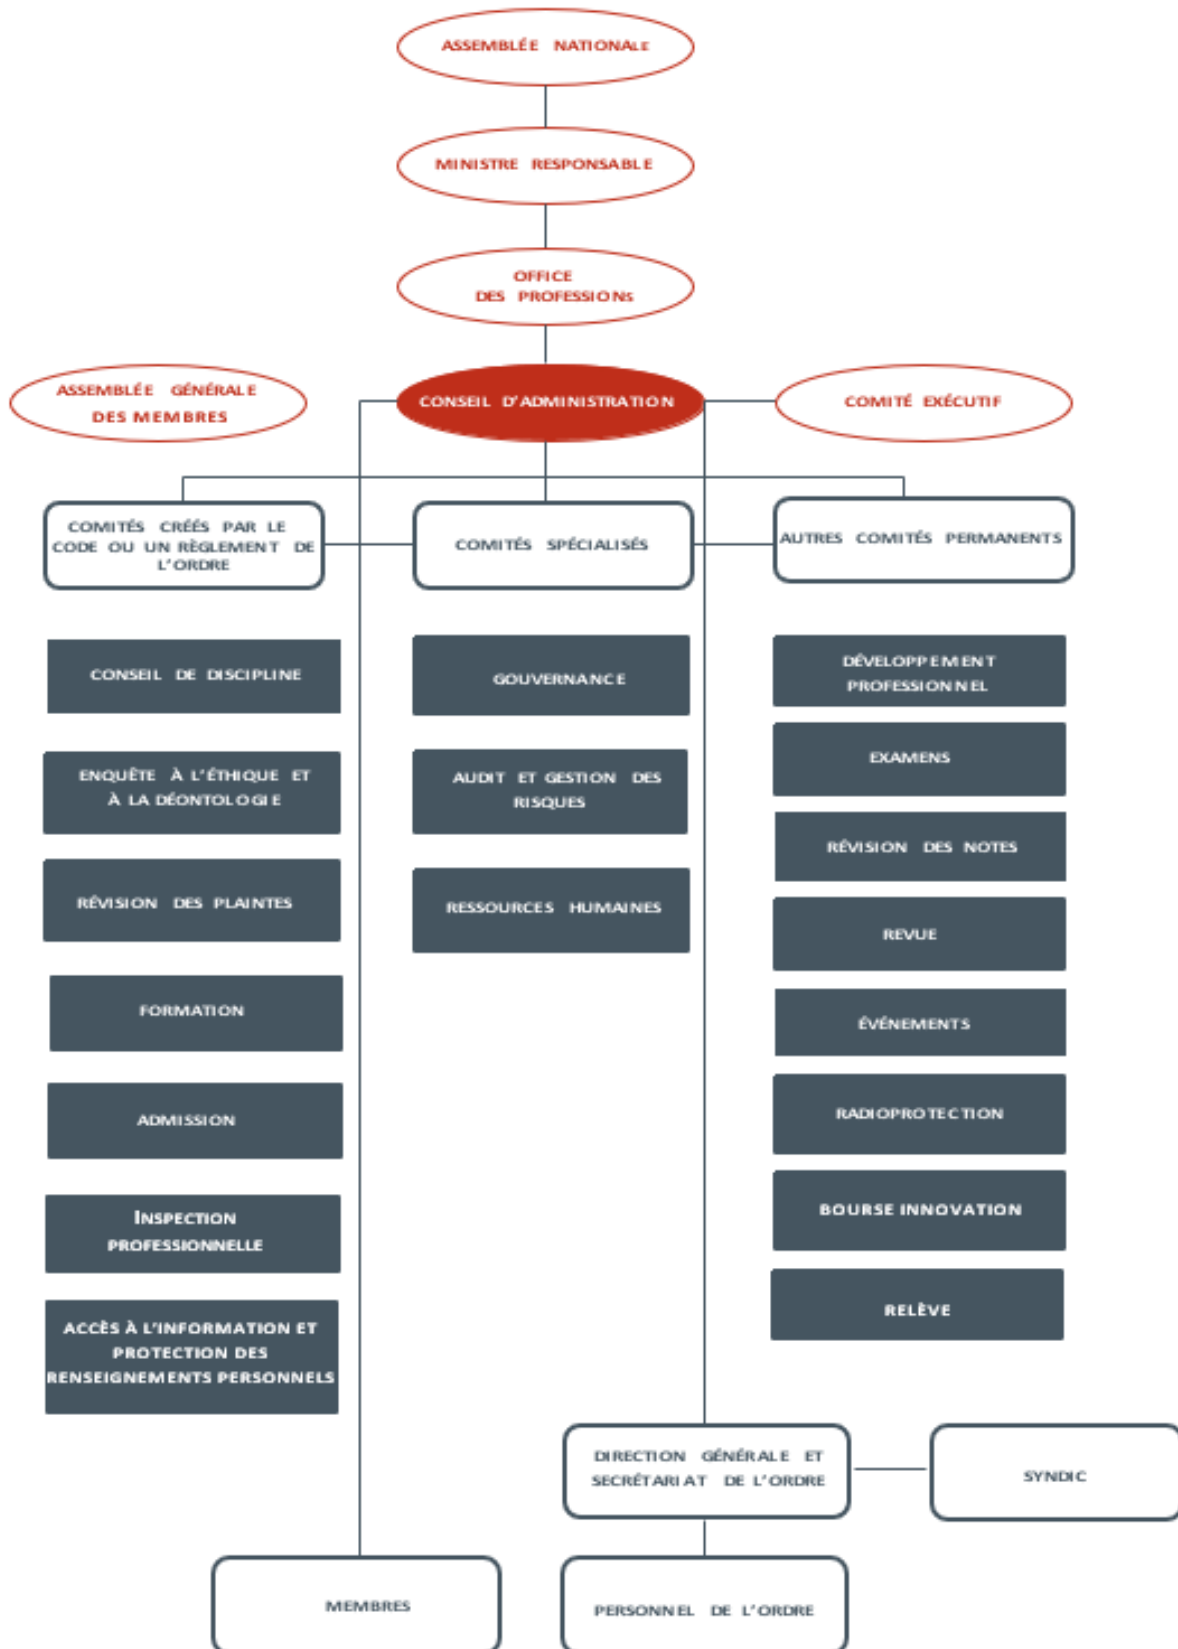 ASSEMBLÉE NATIONALE
MINISTRE RESPONSABLE
OFFICE
DES PROFESSIONs
ASSEMBLÉE GÉNÉRALE
DES MEMBRES
CONSEIL D'ADMINISTRATION
COMITÉ EXÉCUTIF
COMITÉS CRÉÉS PAR LE
CODE OU UN RÈGLEMENT DE
L'ORDRE
COMITÉS SPÉCIALISÉS
AUTRES COMITÉS PERMANENTS
CONSEIL DE DISCIPLINE
ENQUÊTE À L'ÉTHIQUE ET
À LA DÉONTOLOGIE
RÉVISION DES PLAINTES
FORMATION
ADMISSION
INSPECTION
PROFESSIONNELLE
ACCÈS À L'INFORMATION ET
PROTECTION DES
RENSEIGNEMENTS PERSONNELS
GOUVERNANCE
AUDIT ET GESTION DES
RISQUES
RESSOURCES HUMAINES
DÉVELOPPEMENT
PROFESSIONNEL
EXAMENS
RÉVISION DES NOTES
REVUE
ÉVÉNEMENTS
RADIOPROTECTION
BOURSE INNOVATION
RELÈVE
DIRECTION GÉNÉRALE ET
SECRÉTARIAT DE L'ORDRE
SYNDIC
MEMBRES
PERSONNEL DE L'ORDRE